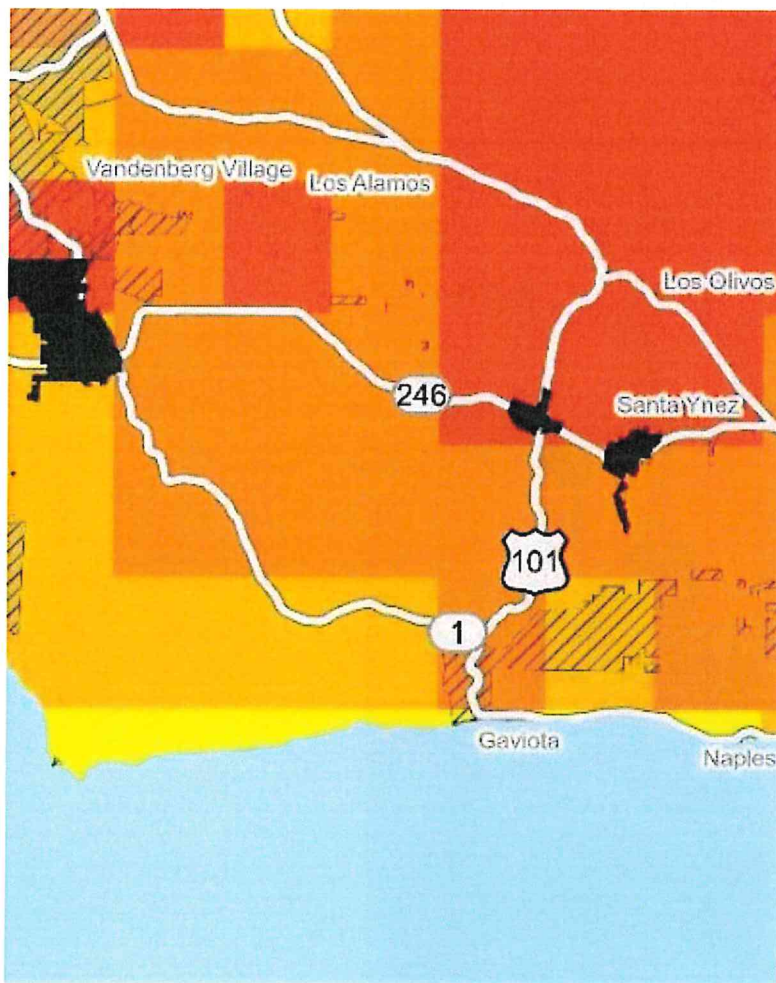 Vandenberg Village
Los Alamos
Los Olivos
246
Santa Ynez
101
1
Gaviota
Naples